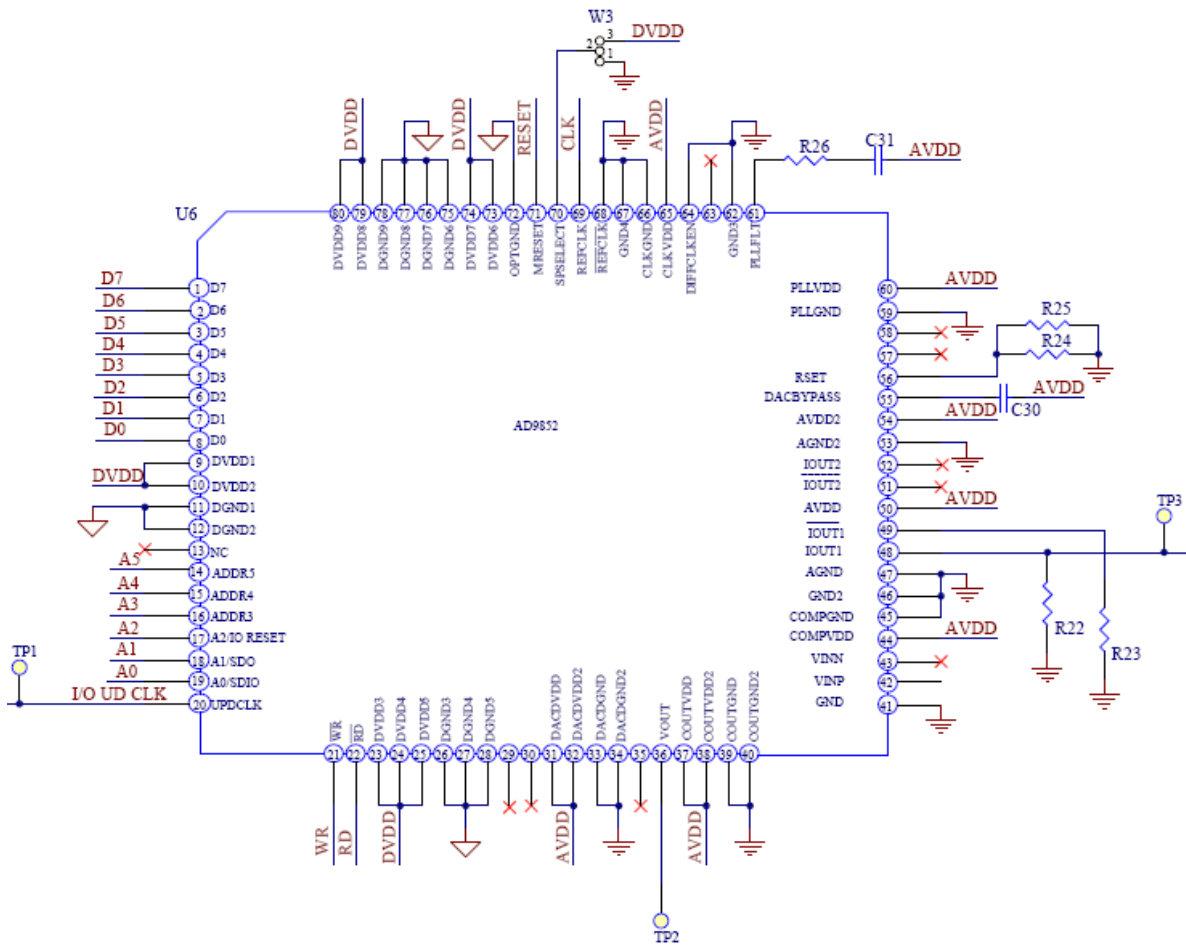 W3
3 DVDD
2
1
DVDD
DVDD
RESET
CLK
AVDD
R26
C31
AVDD
U6
80 79 78 77 76 75 74 73 72 71 70 69 68 67 66 65 64 63 62 61
DVDD9
DVDD8
DGND9
DGND8
DGND7
DGND6
DVDD7
DVDD6
OPTGND
MRESET
SPSELECT
REFCLK
REFCLK
GND4
CLKGND
CLKVDD
DIFFCLKEN
GND3
PLLFLT
D7 1 D7
D6 2 D6
D5 3 D5
D4 4 D4
D3 5 D3
D2 6 D2
D1 7 D1
D0 8 D0
9 DVDD1
DVDD 10 DVDD2
11 DGND1
12 DGND2
13 NC
A5 14 ADDR5
A4 15 ADDR4
A3 16 ADDR3
A2 17 A2/IO RESET
A1 18 A1/SDO
A0 19 A0/SDIO
TP1
I/O UD CLK 20 UPDCLK
AD9852
PLLVDD 60 AVDD
PLLGND 59
58
57
R25
R24
RSET 56
DACBYPASS 55 C30 AVDD
AVDD2 54 AVDD
AGND2 53
IOUT2 52
IOUT2 51
AVDD 50 AVDD
IOUT1 49
IOUT1 48
TP3
AGND 47
GND2 46
COMPGND 45
COMPVDD 44 AVDD
VINN 43
VINP 42
GND 41
R22
R23
WR
RD
DVDD3
DVDD4
DVDD5
DGND3
DGND4
DGND5
DACDVDD
DACDVDD2
DACDGND
DACDGND2
VOUT
COUTVDD
COUTVDD2
COUTGND
COUTGND2
21 22 23 24 25 26 27 28 29 30 31 32 33 34 35 36 37 38 39 40
WR
RD
DVDD
AVDD
AVDD
TP2